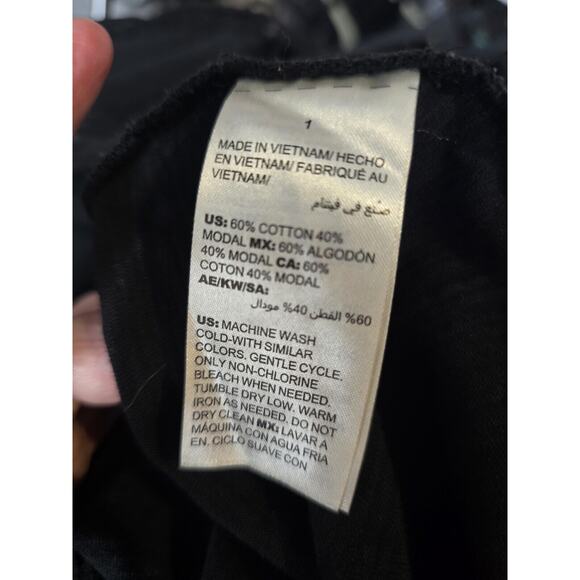 1
MADE IN VIETNAM/ HECHO
EN VIETNAM/ FABRIQUÉ AU
VIETNAM/
صنع في فيتنام
US: 60% COTTON 40%
MODAL MX: 60% ALGODÓN
40% MODAL CA: 60%
COTON 40% MODAL
AE/KW/SA:
60% القطن 40% مودال
US: MACHINE WASH
COLD-WITH SIMILAR
COLORS. GENTLE CYCLE.
ONLY NON-CHLORINE
BLEACH WHEN NEEDED.
TUMBLE DRY LOW. WARM
IRON AS NEEDED. DO NOT
DRY CLEAN MX: LAVAR A
MÁQUINA CON AGUA FRIA
EN. CICLO SUAVE CON